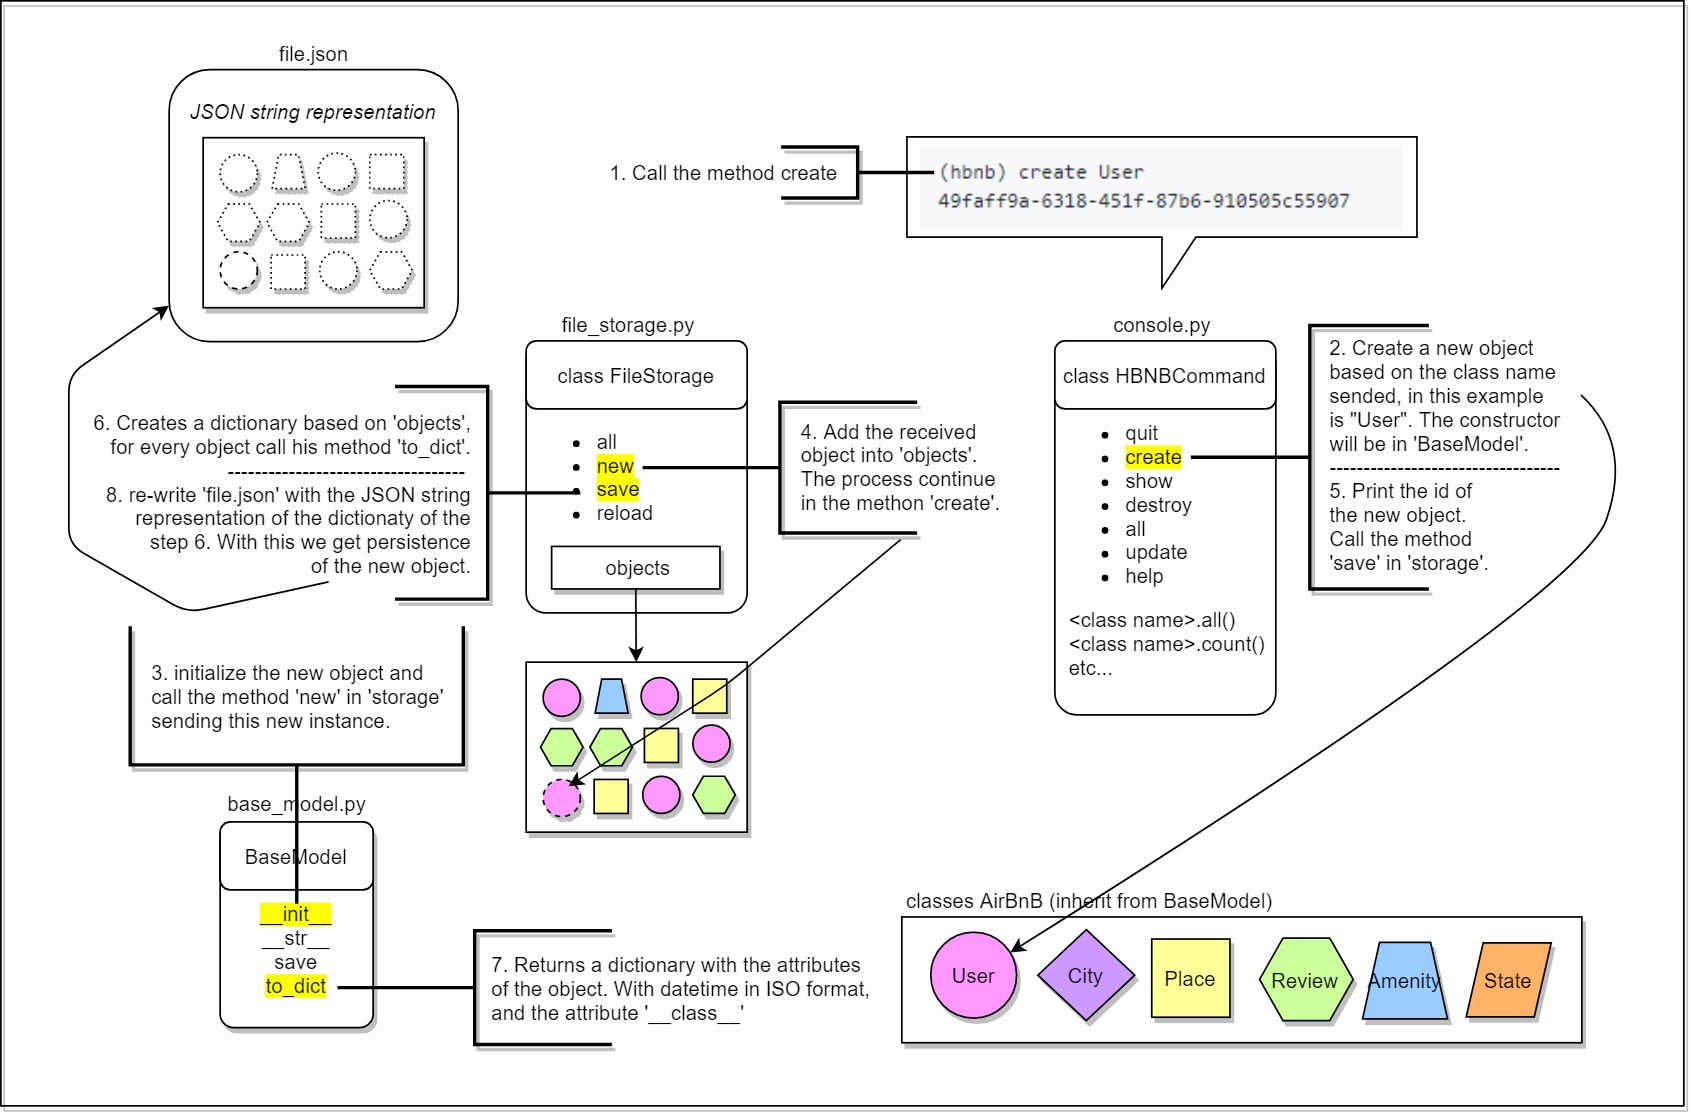 file.json
JSON string representation
1. Call the method create
(hbnb) create User
49faff9a-6318-451f-87b6-910505c55907
file_storage.py
class FileStorage
all
new
save
reload
objects
console.py
class HBNBCommand
quit
create
show
destroy
all
update
help
<class name>.all()
<class name>.count()
etc...
2. Create a new object
based on the class name
sended, in this example
is "User". The constructor
will be in 'BaseModel'.
5. Print the id of
the new object.
Call the method
'save' in 'storage'.
4. Add the received
object into 'objects'.
The process continue
in the methon 'create'.
6. Creates a dictionary based on 'objects',
for every object call his method 'to_dict'.
8. re-write 'file.json' with the JSON string
representation of the dictionaty of the
step 6. With this we get persistence
of the new object.
3. initialize the new object and
call the method 'new' in 'storage'
sending this new instance.
base_model.py
BaseModel
__init__
__str__
save
to_dict
7. Returns a dictionary with the attributes
of the object. With datetime in ISO format,
and the attribute '__class__'
classes AirBnB (inherit from BaseModel)
User
City
Place
Review
Amenity
State